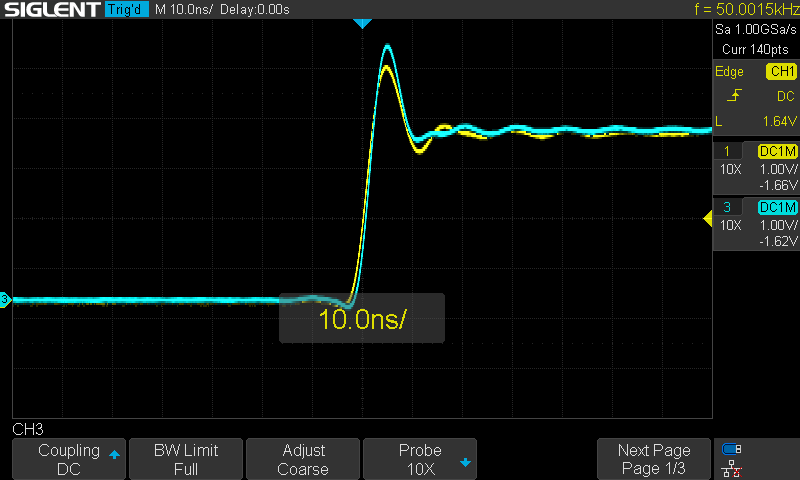 SIGLENT Trig'd M 10.0ns/ Delay:0.00s f = 50.0015kHz
Sa 1.00GSa/s
Curr 140pts
Edge CH1
DC
L 1.64V
1 DC1M
10X 1.00V/
-1.66V
3 DC1M
10X 1.00V/
-1.62V
3
10.0ns/
CH3
Coupling
DC
BW Limit
Full
Adjust
Coarse
Probe
10X
Next Page
Page 1/3